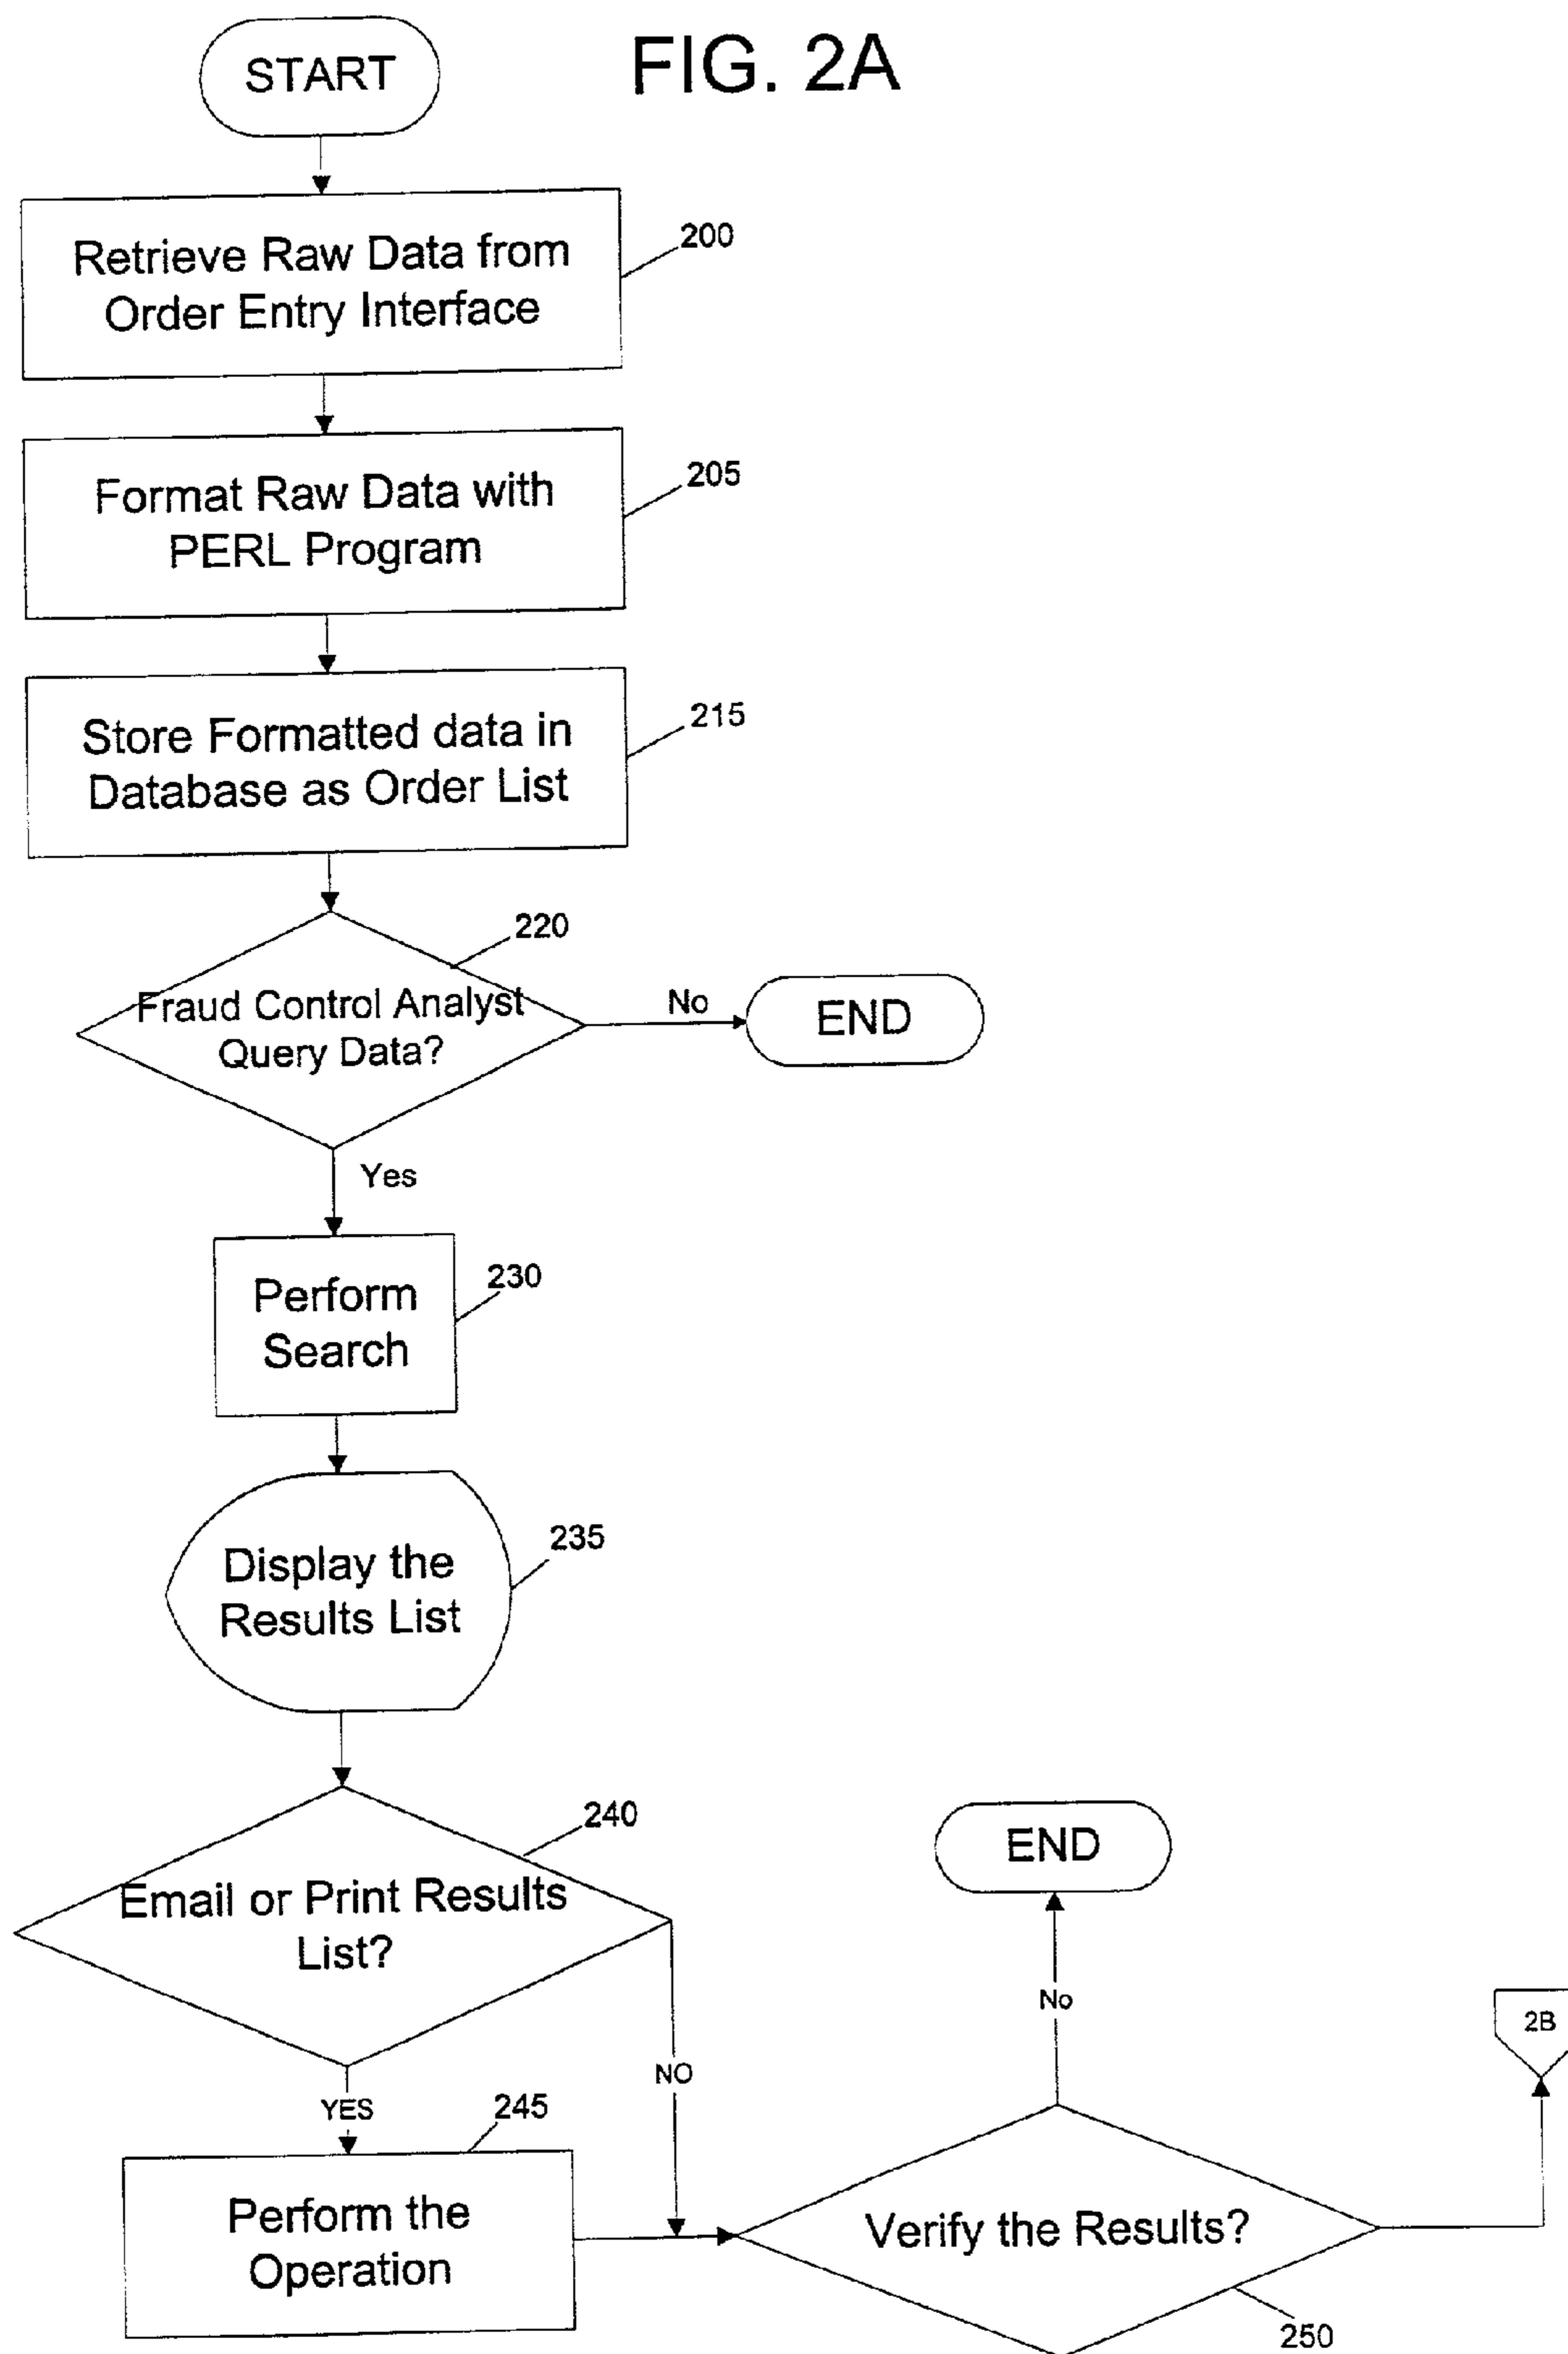 FIG. 2A
START
Retrieve Raw Data from
Order Entry Interface
200
Format Raw Data with
PERL Program
205
Store Formatted data in
Database as Order List
215
220
Fraud Control Analyst
Query Data?
No
END
Yes
Perform
Search
230
Display the
Results List
235
240
Email or Print Results
List?
YES
NO
245
Perform the
Operation
Verify the Results?
250
No
END
2B